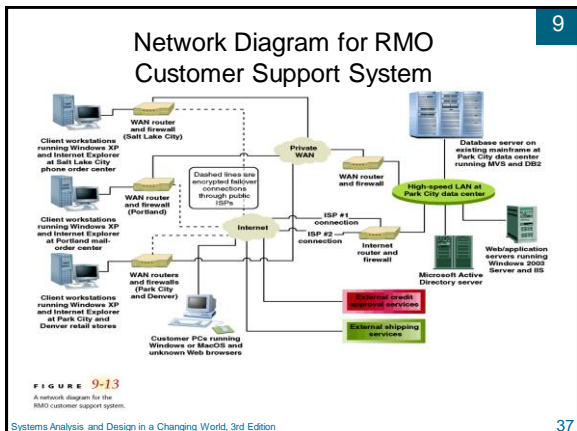 9
Network Diagram for RMO
Customer Support System
WAN router
and firewall
(Salt Lake City)
Client workstations
running Windows XP
and Internet Explorer
at Salt Lake City
phone order center
Private
WAN
Database server on
existing mainframe at
Park City data center
running MVS and DB2
Dashed lines are
encrypted failover
connections
through public
ISPs
WAN router
and firewall
WAN router
and firewall
(Portland)
High-speed LAN at
Park City data center
Client workstations
running Windows XP
and Internet Explorer
at Portland mail-
order center
Internet
ISP #1
connection
ISP #2
connection
Internet
router and
firewall
Web/application
servers running
Windows 2003
Server and IIS
Microsoft Active
Directory server
WAN routers
and firewalls
(Park City
and Denver)
Client workstations
running Windows XP
and Internet Explorer
at Park City and
Denver retail stores
Customer PCs running
Windows or MacOS and
unknown Web browsers
External credit
approval services
External shipping
services
FIGURE 9-13
A network diagram for the
RMO customer support system.
Systems Analysis and Design in a Changing World, 3rd Edition
37